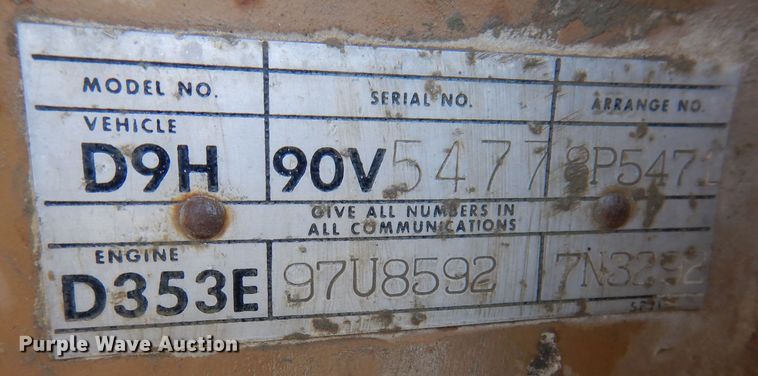 MODEL NO. SERIAL NO. ARRANGE NO.
VEHICLE
D9H 90V5477 8P5471
GIVE ALL NUMBERS IN
ALL COMMUNICATIONS
ENGINE
D353E 97U8592 7N3292
Purple Wave Auction